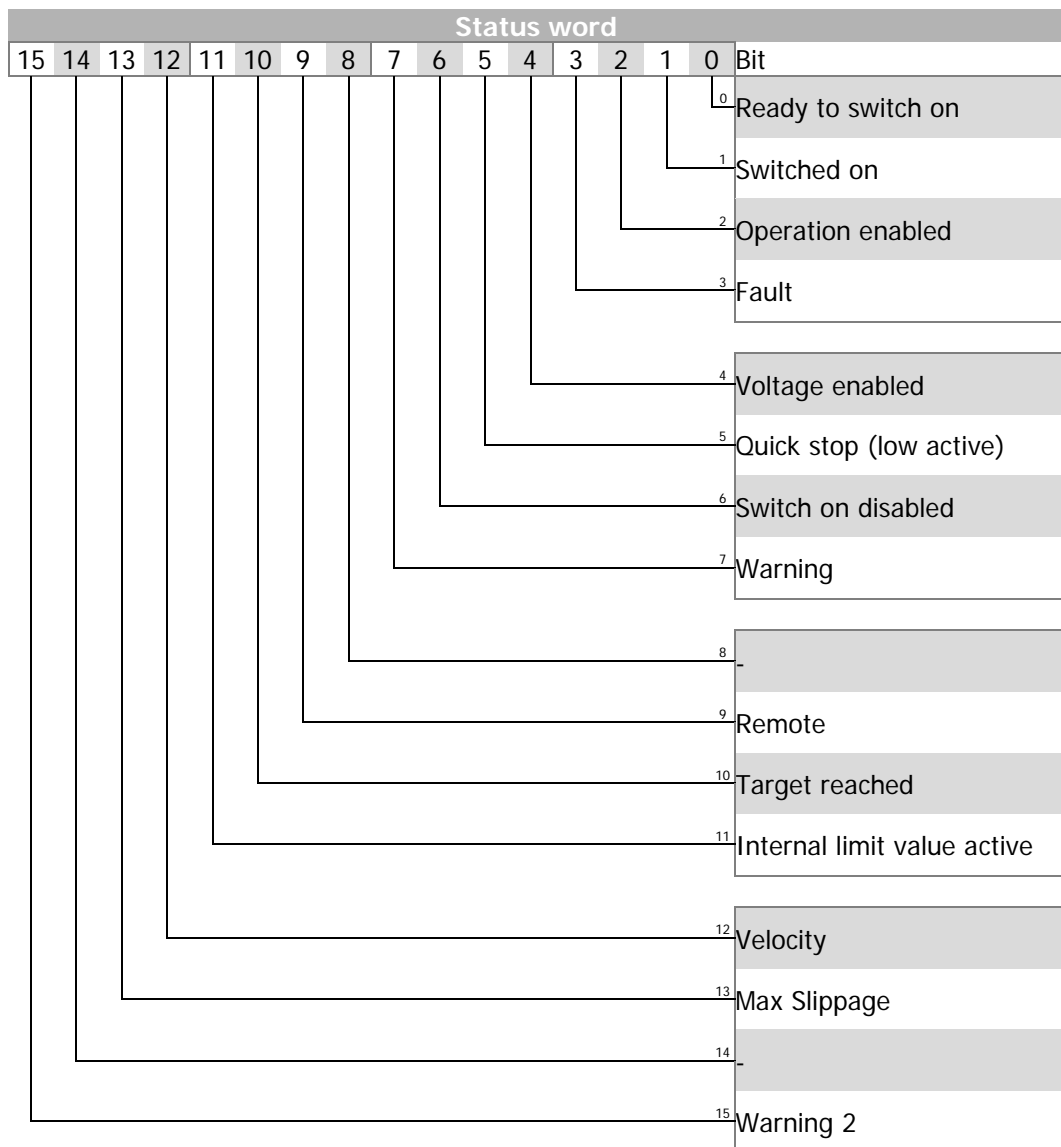 Status word
15 14 13 12 11 10 9 8 7 6 5 4 3 2 1 0 Bit
0 Ready to switch on
1 Switched on
2 Operation enabled
3 Fault
4 Voltage enabled
5 Quick stop (low active)
6 Switch on disabled
7 Warning
8 -
9 Remote
10 Target reached
11 Internal limit value active
12 Velocity
13 Max Slippage
14 -
15 Warning 2